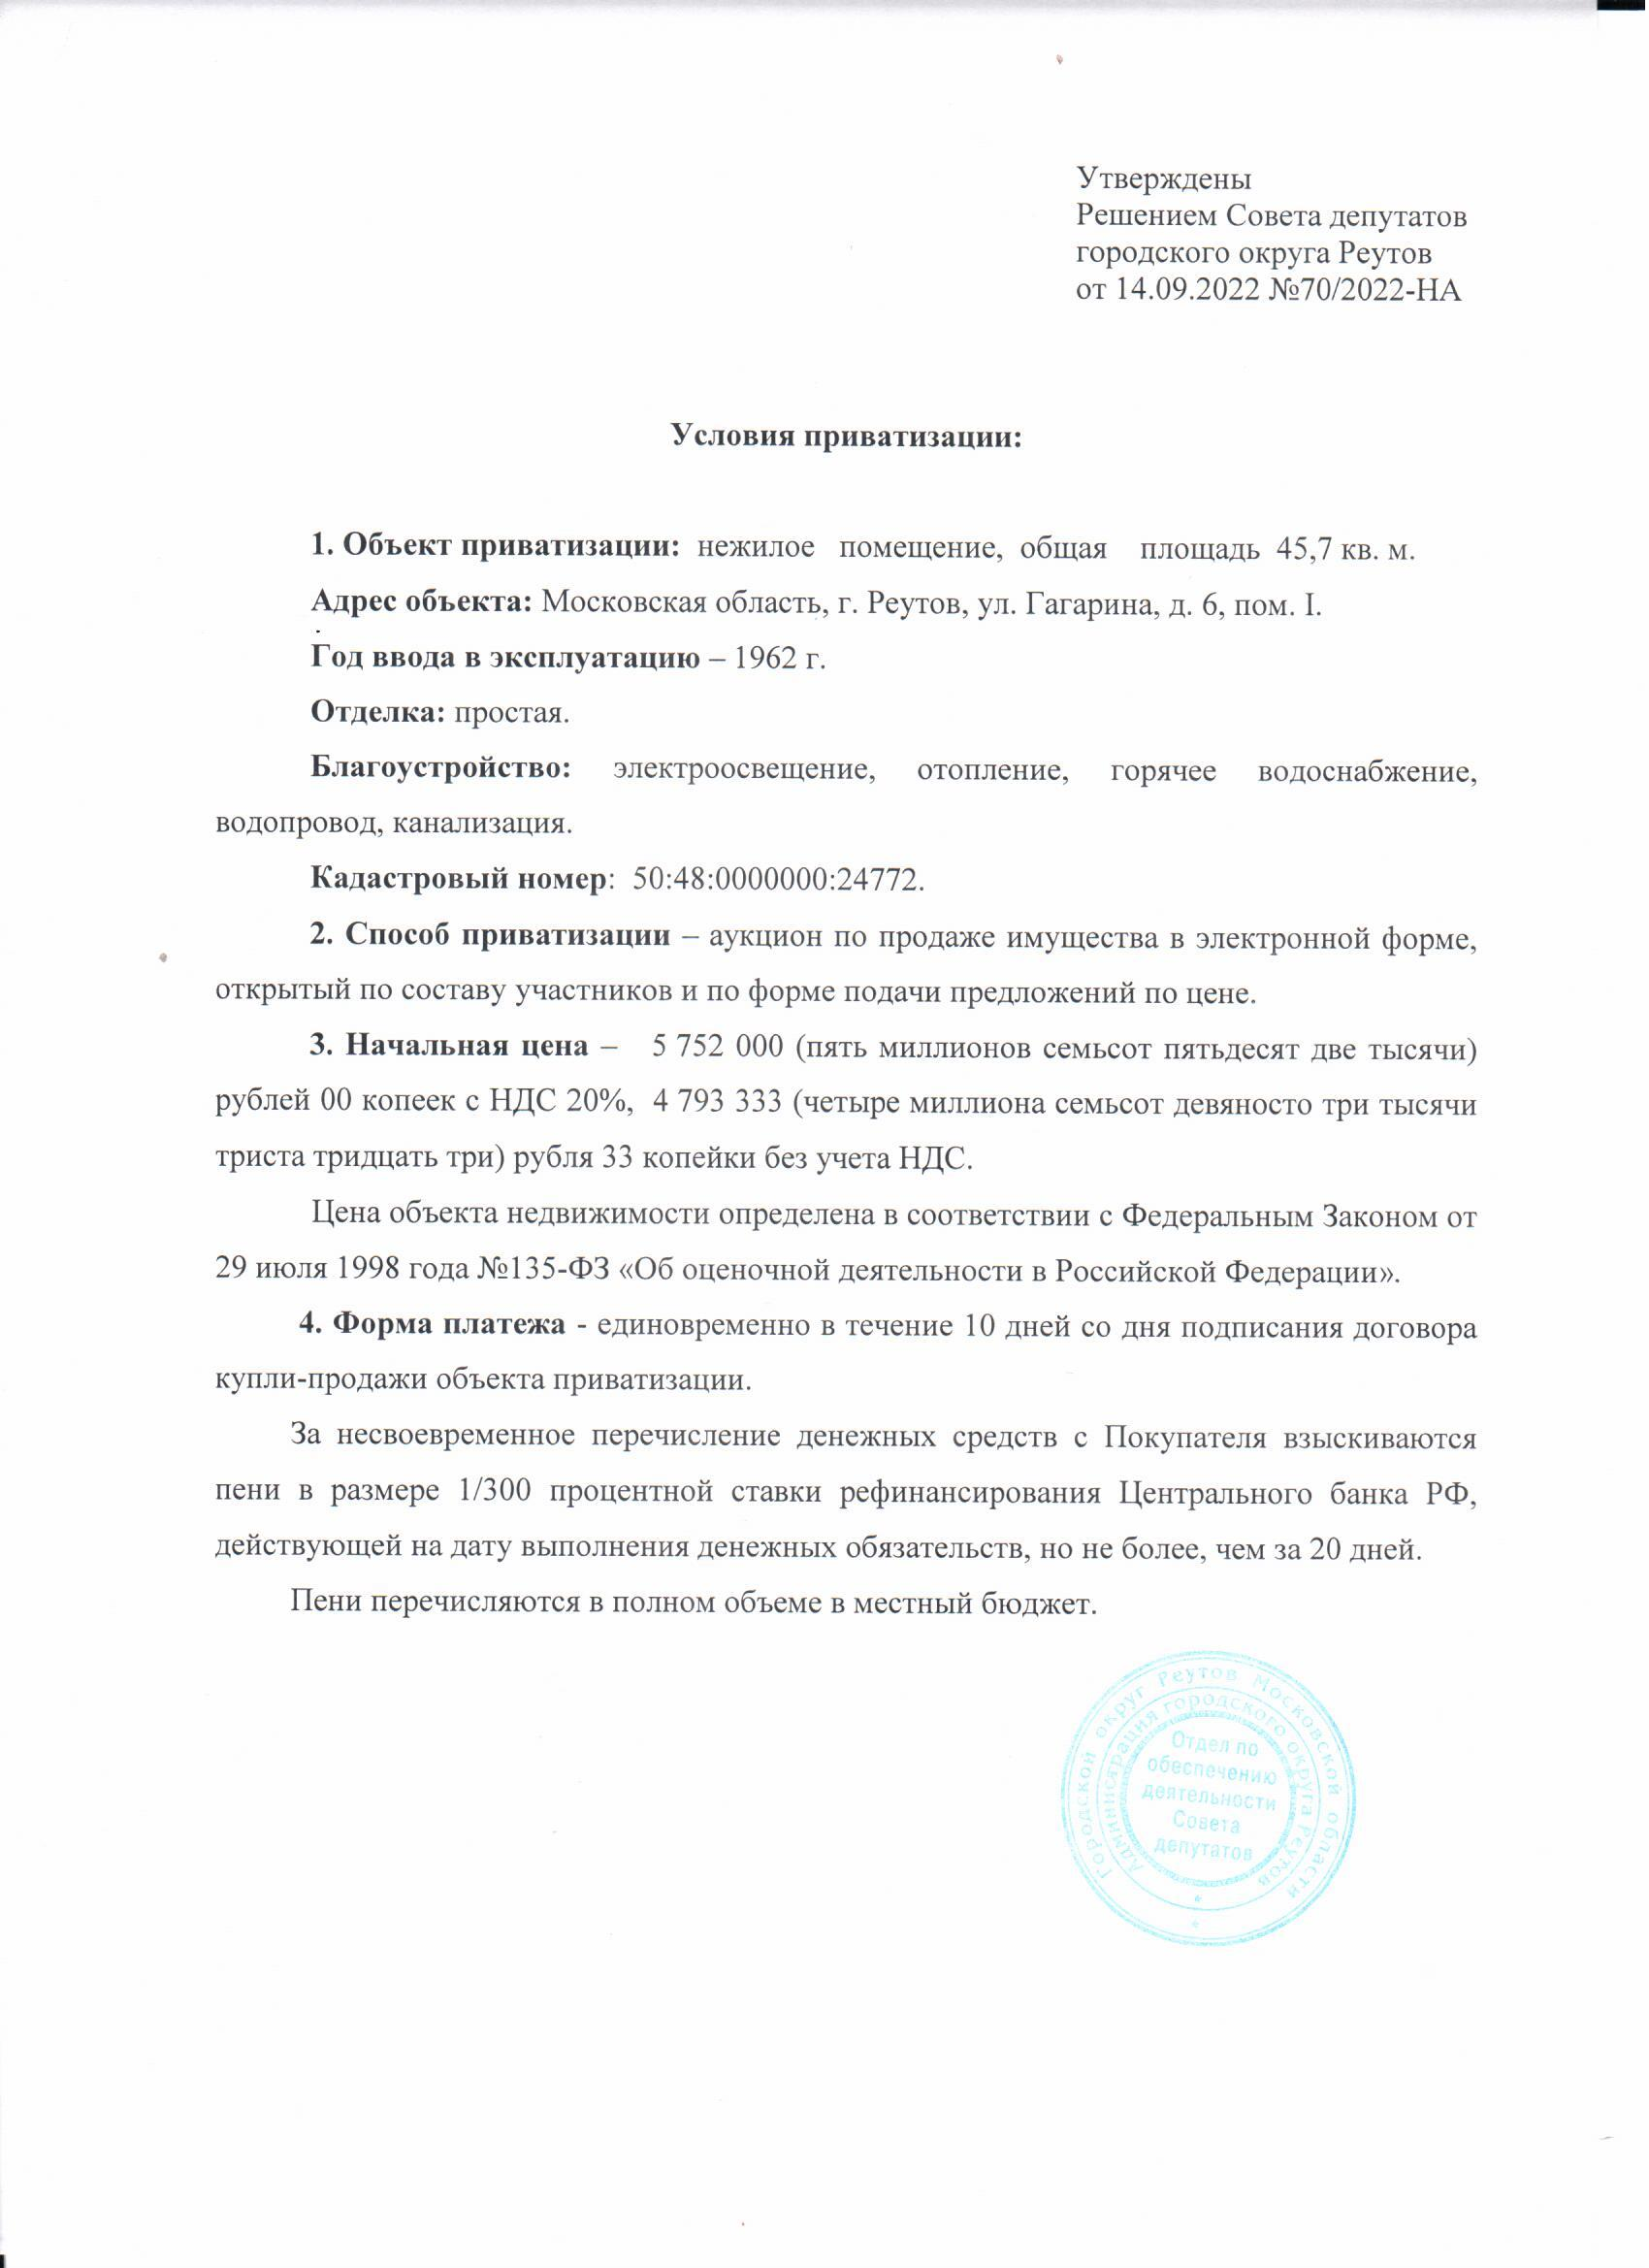 Утверждены
Решением Совета депутатов
городского округа Реутов
от 14.09.2022 №70/2022-НА
Условия приватизации:
1. Объект приватизации: нежилое помещение, общая площадь 45,7 кв. м.
Адрес объекта: Московская область, г. Реутов, ул. Гагарина, д. 6, пом. I.
Год ввода в эксплуатацию – 1962 г.
Отделка: простая.
Благоустройство: электроосвещение, отопление, горячее водоснабжение,
водопровод, канализация.
Кадастровый номер: 50:48:0000000:24772.
2. Способ приватизации – аукцион по продаже имущества в электронной форме,
открытый по составу участников и по форме подачи предложений по цене.
3. Начальная цена – 5 752 000 (пять миллионов семьсот пятьдесят две тысячи)
рублей 00 копеек с НДС 20%, 4 793 333 (четыре миллиона семьсот девяносто три тысячи
триста тридцать три) рубля 33 копейки без учета НДС.
Цена объекта недвижимости определена в соответствии с Федеральным Законом от
29 июля 1998 года №135-ФЗ «Об оценочной деятельности в Российской Федерации».
4. Форма платежа - единовременно в течение 10 дней со дня подписания договора
купли-продажи объекта приватизации.
За несвоевременное перечисление денежных средств с Покупателя взыскиваются
пени в размере 1/300 процентной ставки рефинансирования Центрального банка РФ,
действующей на дату выполнения денежных обязательств, но не более, чем за 20 дней.
Пени перечисляются в полном объеме в местный бюджет.
Городской округ Реутов Московской области
Администрация городского округа Реутов
Отдел по
обеспечению
деятельности
Совета
депутатов